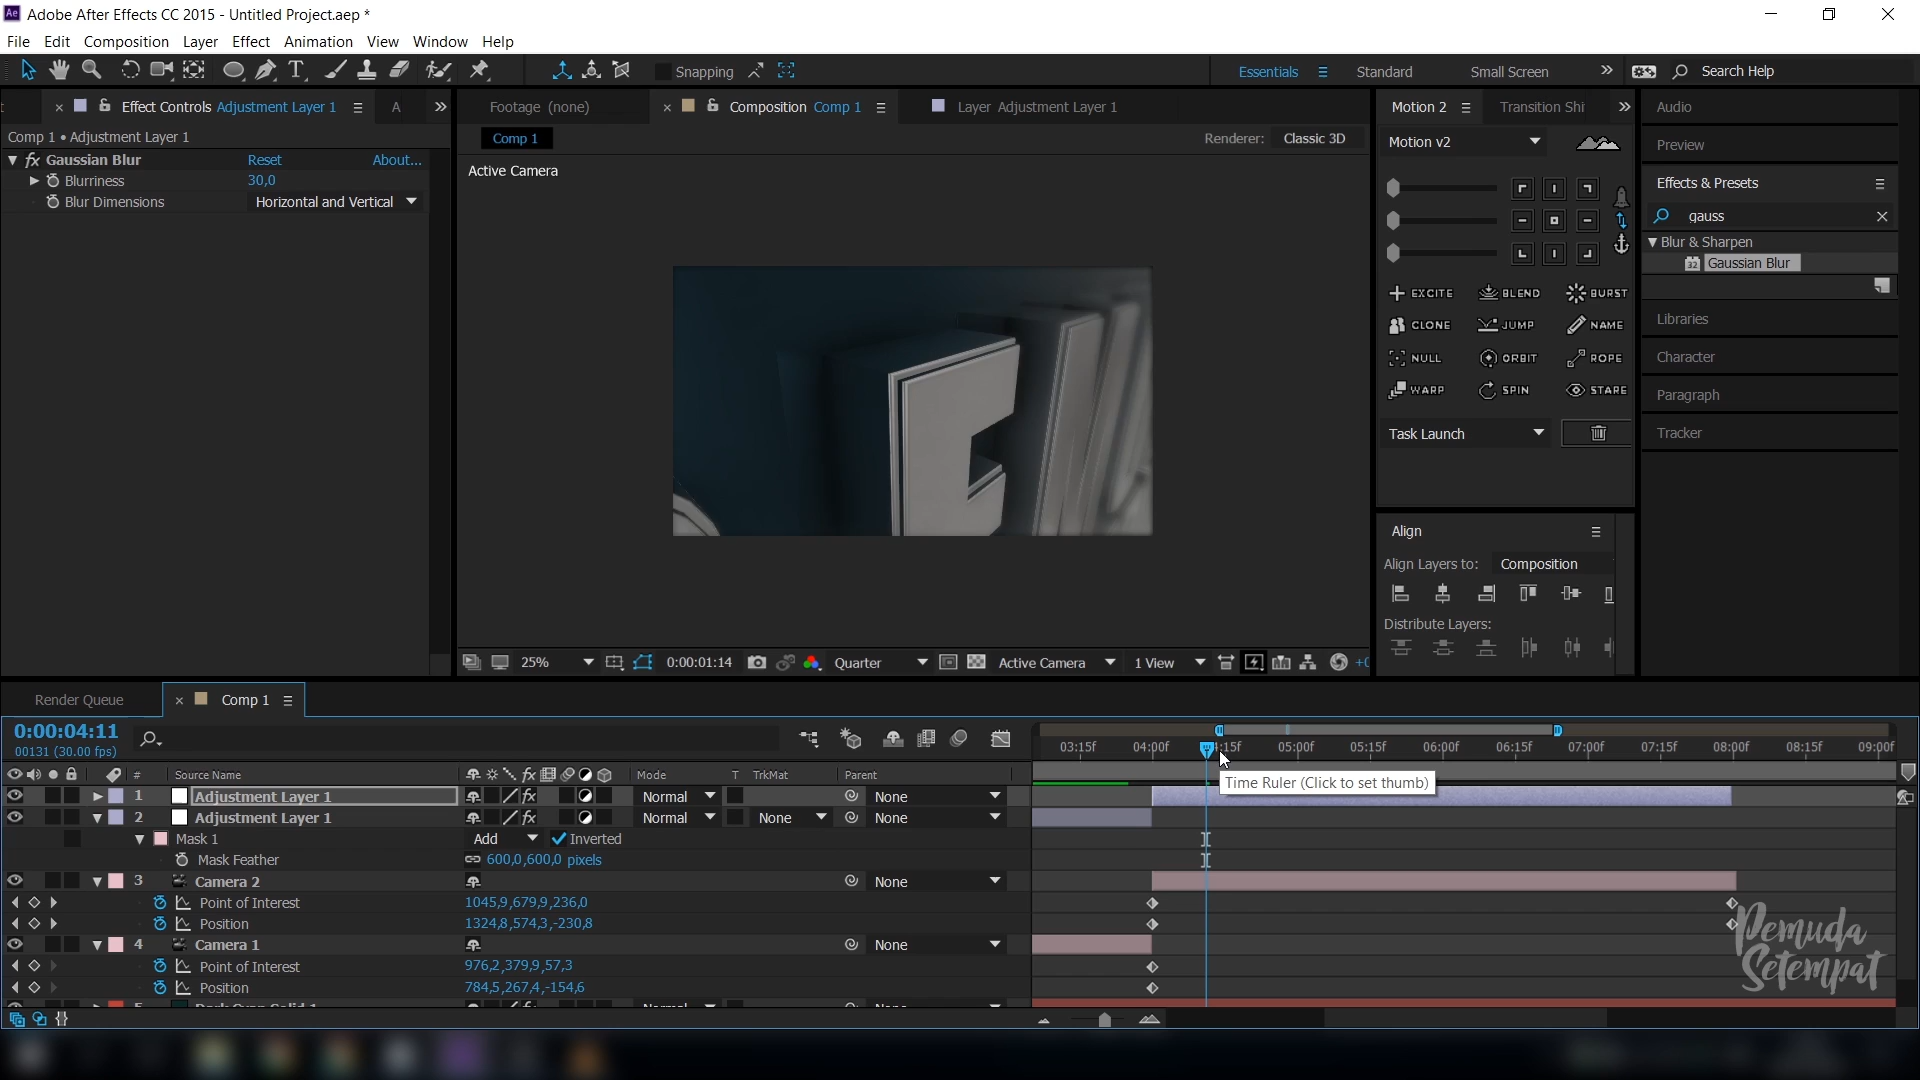 Ae Adobe After Effects CC 2015 - Untitled Project.aep *
File Edit Composition Layer Effect Animation View Window Help
Snapping Essentials Standard Small Screen Search Help
Effect Controls Adjustment Layer 1 A Footage (none) Composition Comp 1 Layer Adjustment Layer 1 Motion 2 Audio
Comp 1 • Adjustment Layer 1 Comp 1 Renderer: Classic 3D Motion v2 Preview
fx Gaussian Blur Reset About...
Active Camera
Blurriness 30,0 Effects & Presets
Blur Dimensions Horizontal and Vertical
gauss
Blur & Sharpen
32 Gaussian Blur
EXCITE BLEND BURST
Libraries
CLONE JUMP NAME
NULL ORBIT ROPE Character
WARP SPIN STARE Paragraph
Task Launch Tracker
Align
Align Layers to: Composition
Distribute Layers:
25% 0:00:01:14 Quarter Active Camera 1 View
Render Queue Comp 1
0:00:04:11
00131 (30.00 fps)
03:15f 04:00f 4:15f 05:00f 05:15f 06:00f 06:15f 07:00f 07:15f 08:00f 08:15f 09:00f
# Source Name fx Mode T TrkMat Parent
Time Ruler (Click to set thumb)
1 Adjustment Layer 1 fx Normal None
2 Adjustment Layer 1 fx Normal None None
Mask 1 Add Inverted
Mask Feather 600,0,600,0 pixels
3 Camera 2 None
Point of Interest 1045,9,679,9,236,0
Position 1324,8,574,3,-230,8
4 Camera 1 None
Point of Interest 976,2,379,9,57,3
Position 784,5,267,4,-154,6
Pemuda
Setempat